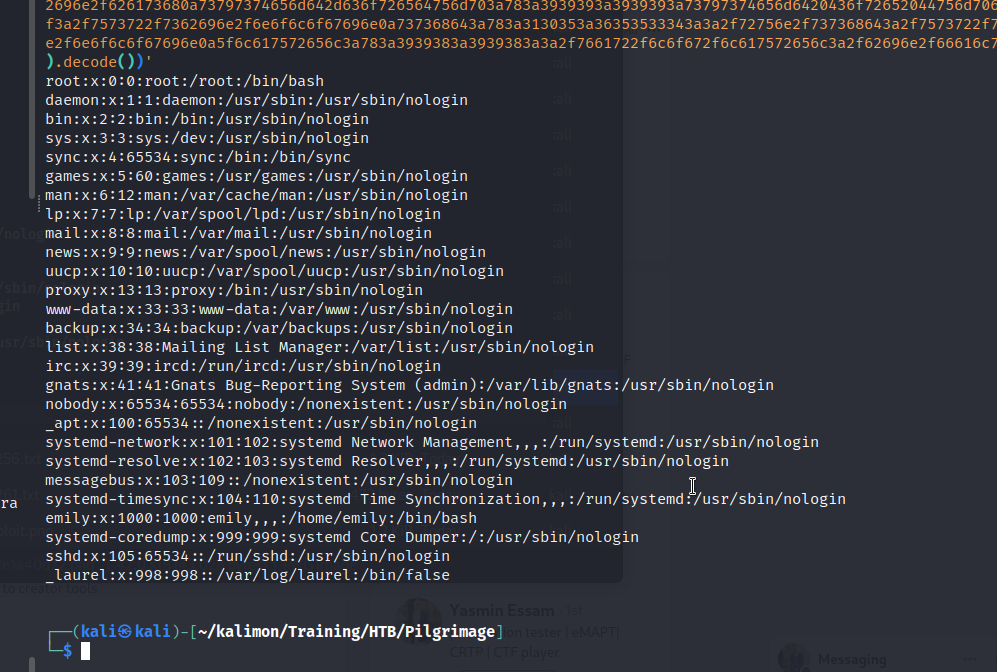 2696e2f626173680a73797374656d642d636f726564756d703a783a3939393a3939393a73797374656d6420436f72652044756d706
f3a2f7573722f7362696e2f6e6f6c6f67696e0a737368643a783a3130353a36353533343a3a2f72756e2f737368643a2f7573722f7
e2f6e6f6c6f67696e0a5f6c617572656c3a783a3939383a3939383a3a2f7661722f6c6f672f6c617572656c3a2f62696e2f66616c7
).decode())'
root:x:0:0:root:/root:/bin/bash
daemon:x:1:1:daemon:/usr/sbin:/usr/sbin/nologin
bin:x:2:2:bin:/bin:/usr/sbin/nologin
sys:x:3:3:sys:/dev:/usr/sbin/nologin
sync:x:4:65534:sync:/bin:/bin/sync
games:x:5:60:games:/usr/games:/usr/sbin/nologin
man:x:6:12:man:/var/cache/man:/usr/sbin/nologin
lp:x:7:7:lp:/var/spool/lpd:/usr/sbin/nologin
mail:x:8:8:mail:/var/mail:/usr/sbin/nologin
news:x:9:9:news:/var/spool/news:/usr/sbin/nologin
uucp:x:10:10:uucp:/var/spool/uucp:/usr/sbin/nologin
proxy:x:13:13:proxy:/bin:/usr/sbin/nologin
www-data:x:33:33:www-data:/var/www:/usr/sbin/nologin
backup:x:34:34:backup:/var/backups:/usr/sbin/nologin
list:x:38:38:Mailing List Manager:/var/list:/usr/sbin/nologin
irc:x:39:39:ircd:/run/ircd:/usr/sbin/nologin
gnats:x:41:41:Gnats Bug-Reporting System (admin):/var/lib/gnats:/usr/sbin/nologin
nobody:x:65534:65534:nobody:/nonexistent:/usr/sbin/nologin
_apt:x:100:65534::/nonexistent:/usr/sbin/nologin
systemd-network:x:101:102:systemd Network Management,,,:/run/systemd:/usr/sbin/nologin
systemd-resolve:x:102:103:systemd Resolver,,,:/run/systemd:/usr/sbin/nologin
messagebus:x:103:109::/nonexistent:/usr/sbin/nologin
systemd-timesync:x:104:110:systemd Time Synchronization,,,:/run/systemd:/usr/sbin/nologin
ra
emily:x:1000:1000:emily,,,:/home/emily:/bin/bash
systemd-coredump:x:999:999:systemd Core Dumper:/:/usr/sbin/nologin
sshd:x:105:65534::/run/sshd:/usr/sbin/nologin
_laurel:x:998:998::/var/log/laurel:/bin/false
To creator tools
Yasmin Essam · 1st
┌──(kali㉿kali)-[~/kalimon/Training/HTB/Pilgrimage]
tion tester | eMAPT|
└─$
CRTP | CTF player
Messaging